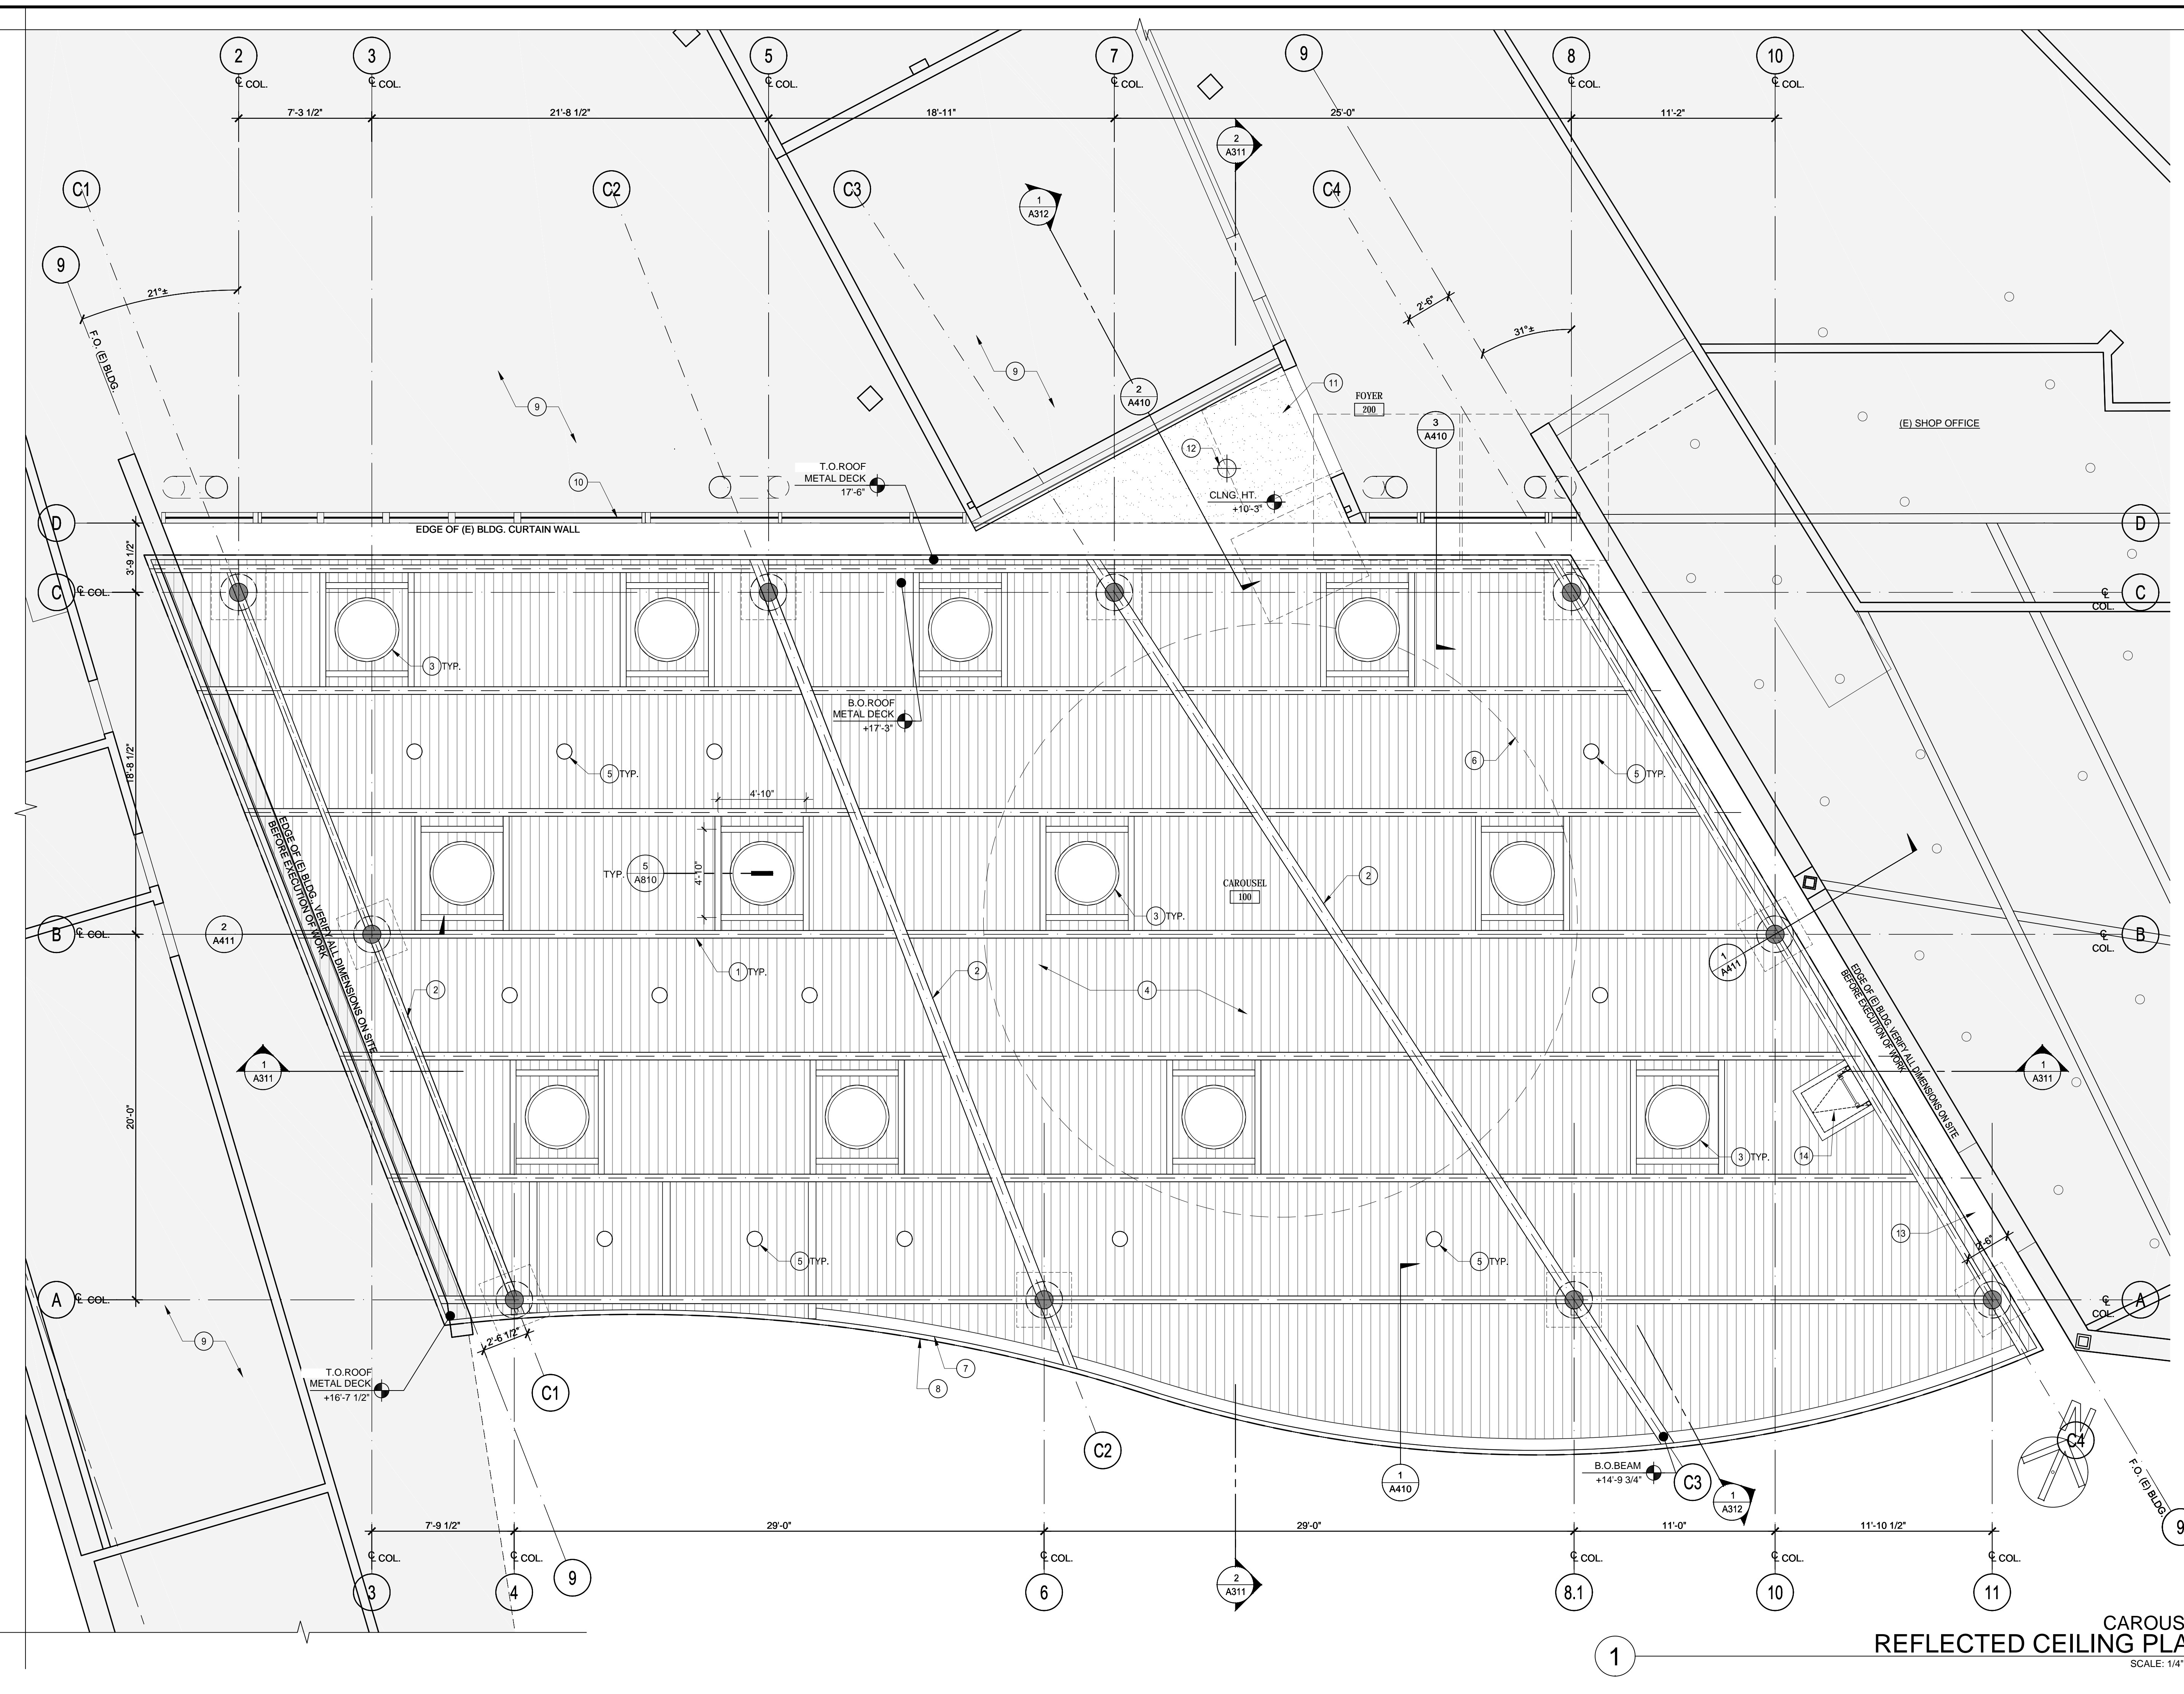 2
3
5
7
9
8
10
℄ COL.
℄ COL.
℄ COL.
℄ COL.
℄ COL.
℄ COL.
7'-3 1/2"
21'-8 1/2"
18'-11"
25'-0"
11'-2"
2
A311
C1
C2
C3
C4
1
A312
9
21°±
F.O. (E) BLDG.
2'-6"
31°±
9
9
2
A410
11
FOYER
200
3
A410
(E) SHOP OFFICE
12
T.O.ROOF
METAL DECK
17'-6"
10
CLNG. HT.
+10'-3"
D
EDGE OF (E) BLDG. CURTAIN WALL
D
3'-9 1/2"
C
℄ COL.
℄
COL.
C
3 TYP.
B.O.ROOF
METAL DECK
+17'-3"
18'-8 1/2"
5 TYP.
6
5 TYP.
4'-10"
EDGE OF (E) BLDG., VERIFY ALL DIMENSIONS ON SITE
BEFORE EXECUTION OF WORK
TYP.
5
A810
4'-10"
CAROUSEL
100
2
3 TYP.
B
℄ COL.
2
A411
℄
COL.
B
1 TYP.
2
2
4
1
A411
EDGE OF (E) BLDG. VERIFY ALL DIMENSIONS ON SITE
BEFORE EXECUTION OF WORK
1
A311
1
A311
20'-0"
3 TYP.
14
13
2'-6"
5 TYP.
5 TYP.
A
℄ COL.
℄
COL.
A
9
2'-6 1/2"
7
8
T.O.ROOF
METAL DECK
+16'-7 1/2"
C1
C2
C3
C4
B.O.BEAM
+14'-9 3/4"
1
A410
1
A312
F.O. (E) BLDG.
9
7'-9 1/2"
29'-0"
29'-0"
11'-0"
11'-10 1/2"
℄ COL.
℄ COL.
℄ COL.
℄ COL.
℄ COL.
℄ COL.
3
4
9
6
2
A311
8.1
10
11
CAROUS
1
REFLECTED CEILING PLA
SCALE: 1/4"